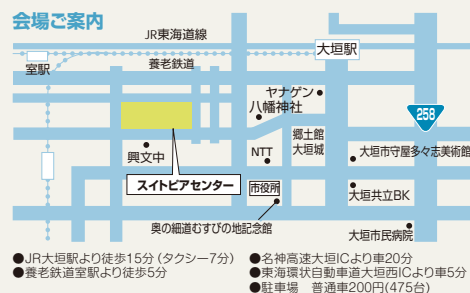 会場ご案内
JR東海道線
大垣駅
室駅
養老鉄道
ヤナゲン
八幡神社
258
郷土館
大垣城
興文中
NTT
大垣市守屋多々志美術館
スイトピアセンター
市役所
大垣共立BK
奥の細道むすびの地記念館
大垣市民病院
●JR大垣駅より徒歩15分(タクシー7分)
●養老鉄道室駅より徒歩5分
●名神高速大垣ICより車20分
●東海環状自動車道大垣西ICより車5分
●駐車場 普通車200円(475台)